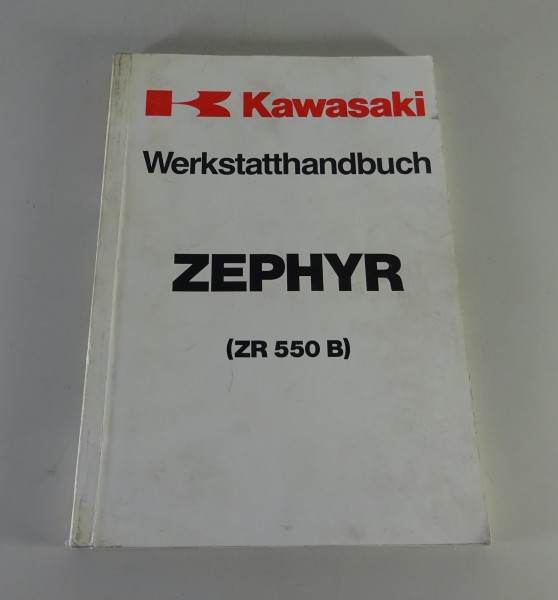 Kawasaki
Werkstatthandbuch
ZEPHYR
(ZR 550 B)